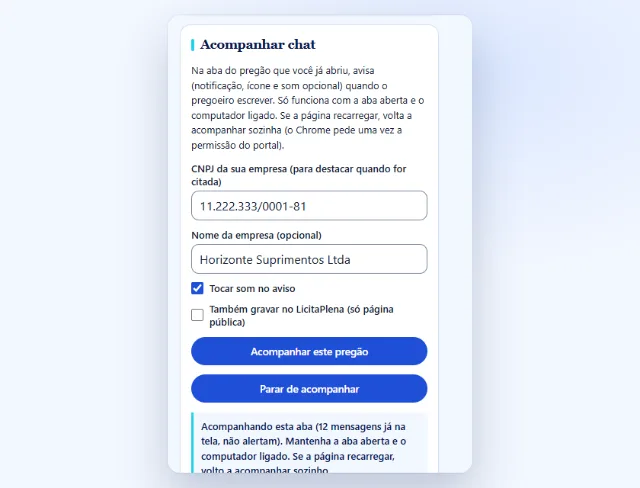 Acompanhar chat
Na aba do pregão que você já abriu, avisa
(notificação, ícone e som opcional) quando o
pregoeiro escrever. Só funciona com a aba aberta e o
computador ligado. Se a página recarregar, volta a
acompanhar sozinha (o Chrome pede uma vez a
permissão do portal).
CNPJ da sua empresa (para destacar quando for
citada)
11.222.333/0001-81
Nome da empresa (opcional)
Horizonte Suprimentos Ltda
Tocar som no aviso
Também gravar no LicitaPlena (só página
pública)
Acompanhar este pregão
Parar de acompanhar
Acompanhando esta aba (12 mensagens já na
tela, não alertam). Mantenha a aba aberta e o
computador ligado. Se a página recarregar,
volto a acompanhar sozinho.